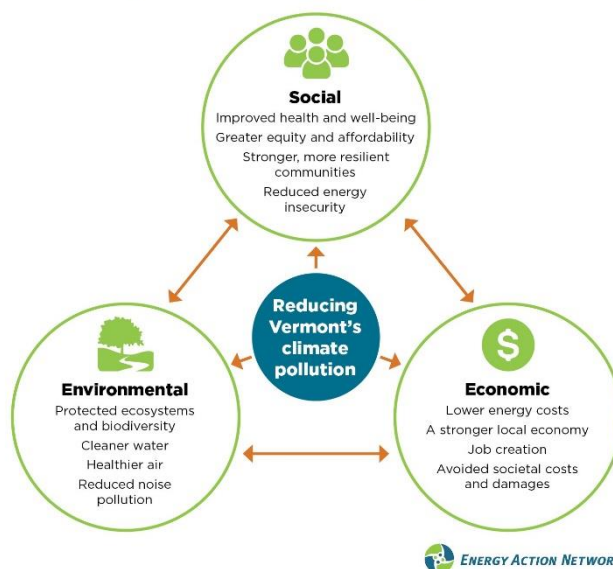 Social
Improved health and well-being
Greater equity and affordability
Stronger, more resilient
communities
Reduced energy
insecurity
Reducing
Vermont's
climate
pollution
Environmental
Protected ecosystems
and biodiversity
Cleaner water
Healthier air
Reduced noise
pollution
$
Economic
Lower energy costs
A stronger local economy
Job creation
Avoided societal costs
and damages
ENERGY ACTION NETWOR